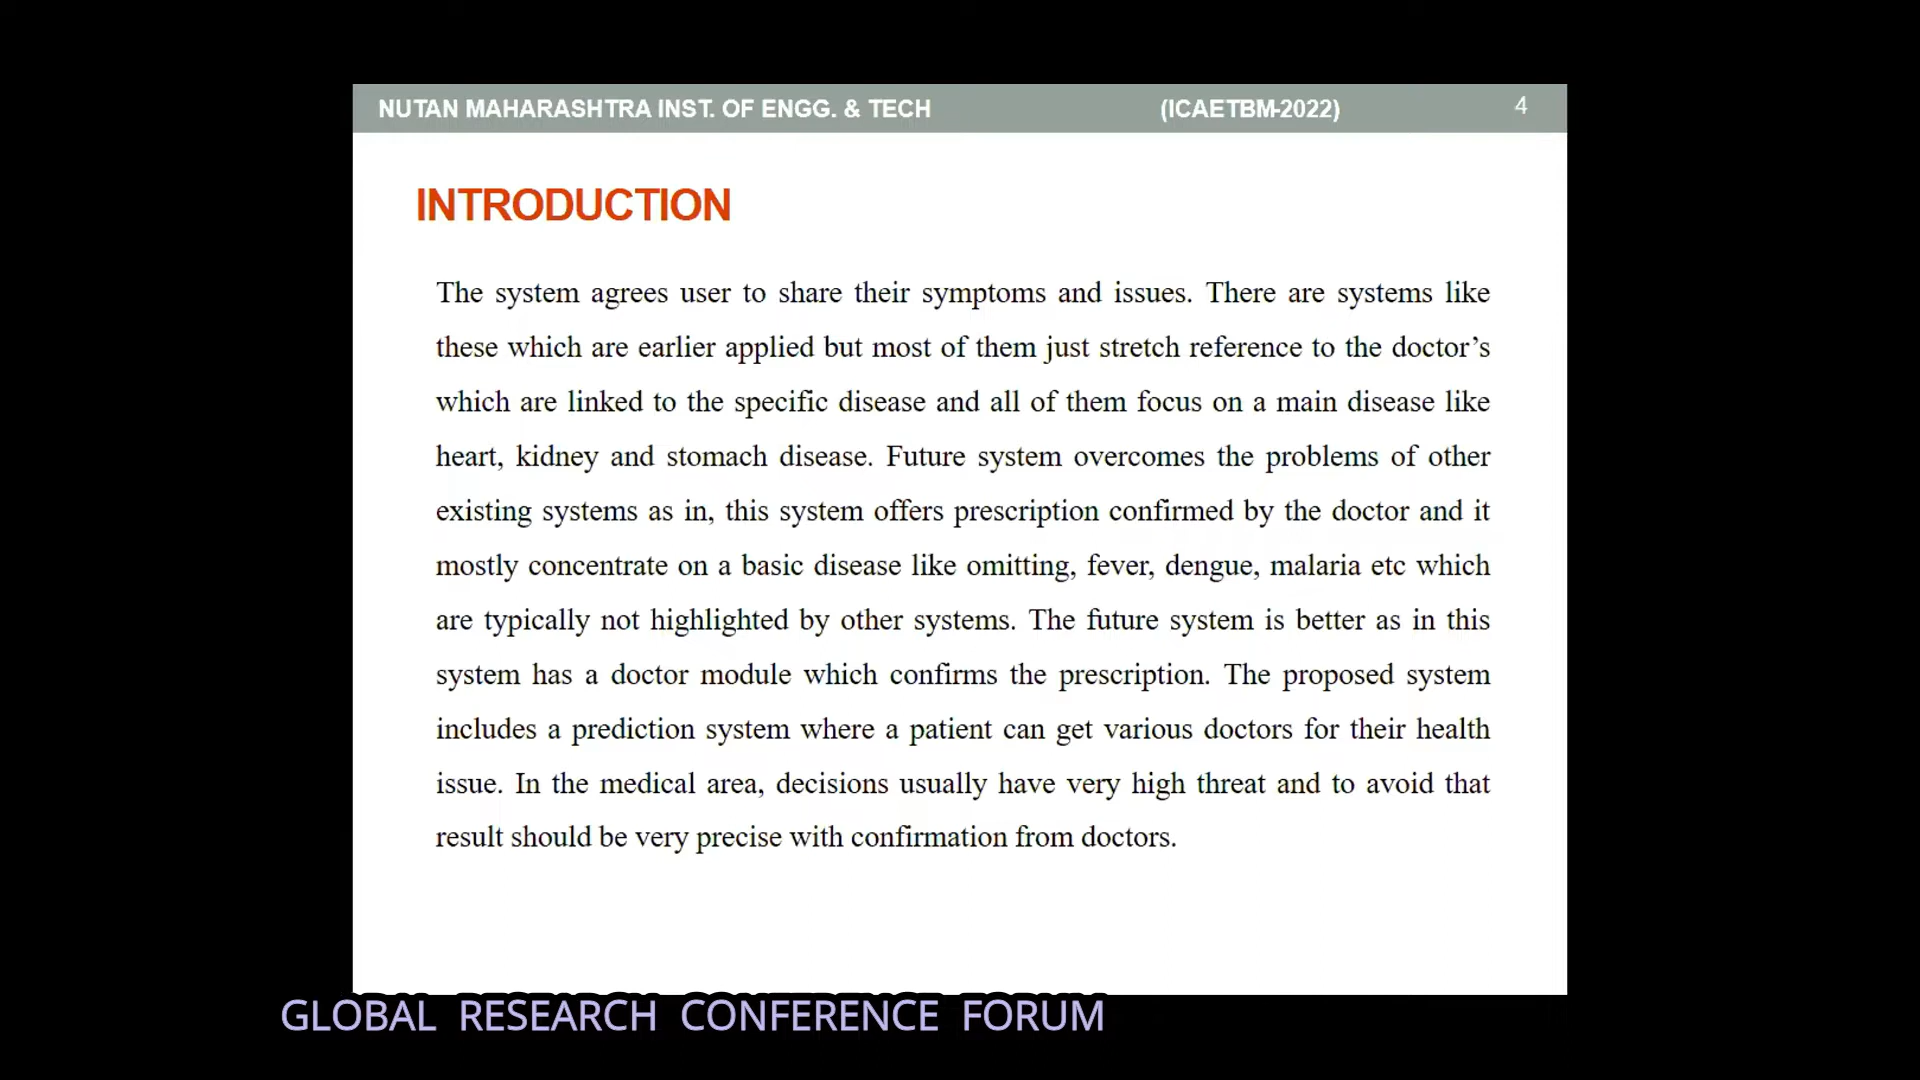 NUTAN MAHARASHTRA INST. OF ENGG. & TECH (ICAETBM-2022) 4
INTRODUCTION
The system agrees user to share their symptoms and issues. There are systems like
these which are earlier applied but most of them just stretch reference to the doctor’s
which are linked to the specific disease and all of them focus on a main disease like
heart, kidney and stomach disease. Future system overcomes the problems of other
existing systems as in, this system offers prescription confirmed by the doctor and it
mostly concentrate on a basic disease like omitting, fever, dengue, malaria etc which
are typically not highlighted by other systems. The future system is better as in this
system has a doctor module which confirms the prescription. The proposed system
includes a prediction system where a patient can get various doctors for their health
issue. In the medical area, decisions usually have very high threat and to avoid that
result should be very precise with confirmation from doctors.
GLOBAL RESEARCH CONFERENCE FORUM